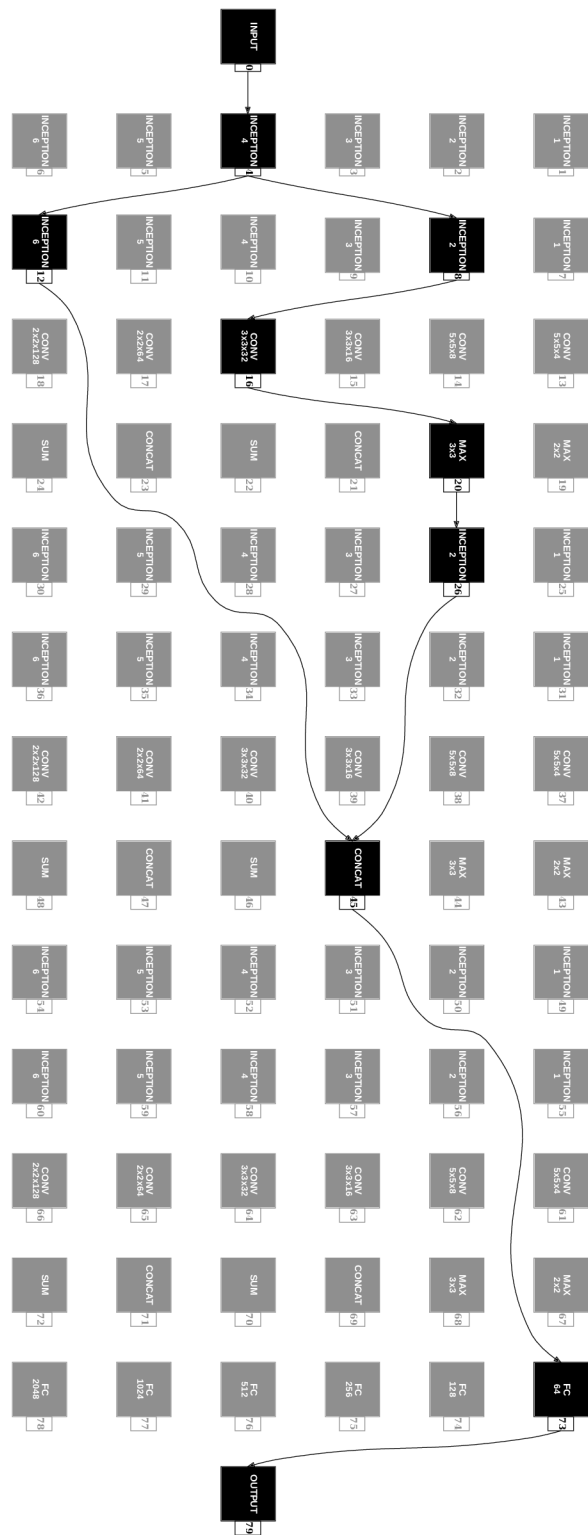 INPUT
0
INCEPTION
1
1
INCEPTION
2
2
INCEPTION
3
3
INCEPTION
4
4
INCEPTION
5
5
INCEPTION
6
6
INCEPTION
1
7
INCEPTION
2
8
INCEPTION
3
9
INCEPTION
4
10
INCEPTION
5
11
INCEPTION
6
12
CONV
5x5x4
13
CONV
5x5x8
14
CONV
3x3x16
15
CONV
3x3x32
16
CONV
2x2x64
17
CONV
2x2x128
18
MAX
2x2
19
MAX
3x3
20
CONCAT
21
SUM
22
CONCAT
23
SUM
24
INCEPTION
1
25
INCEPTION
2
26
INCEPTION
3
27
INCEPTION
4
28
INCEPTION
5
29
INCEPTION
6
30
INCEPTION
1
31
INCEPTION
2
32
INCEPTION
3
33
INCEPTION
4
34
INCEPTION
5
35
INCEPTION
6
36
CONV
5x5x4
37
CONV
5x5x8
38
CONV
3x3x16
39
CONV
3x3x32
40
CONV
2x2x64
41
CONV
2x2x128
42
MAX
2x2
43
MAX
3x3
44
CONCAT
45
SUM
46
CONCAT
47
SUM
48
INCEPTION
1
49
INCEPTION
2
50
INCEPTION
3
51
INCEPTION
4
52
INCEPTION
5
53
INCEPTION
6
54
INCEPTION
1
55
INCEPTION
2
56
INCEPTION
3
57
INCEPTION
4
58
INCEPTION
5
59
INCEPTION
6
60
CONV
5x5x4
61
CONV
5x5x8
62
CONV
3x3x16
63
CONV
3x3x32
64
CONV
2x2x64
65
CONV
2x2x128
66
MAX
2x2
67
MAX
3x3
68
CONCAT
69
SUM
70
CONCAT
71
SUM
72
FC
64
73
FC
128
74
FC
256
75
FC
512
76
FC
1024
77
FC
2048
78
OUTPUT
79